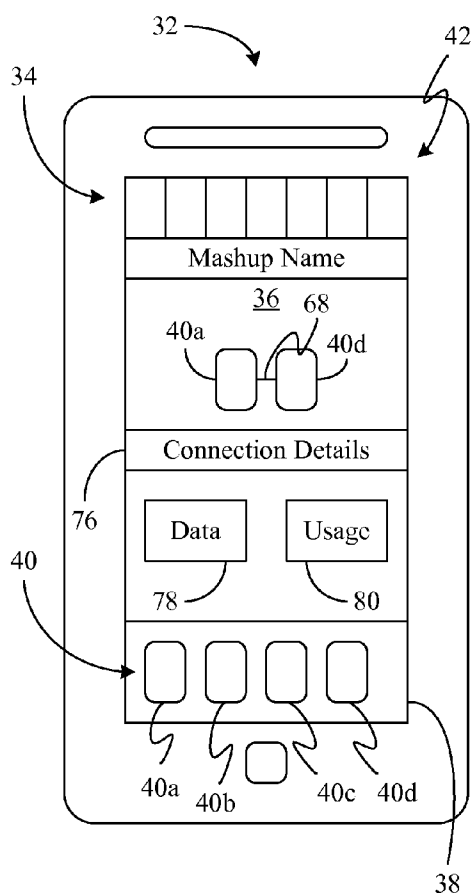 32
42
34
Mashup Name
36
68
40a
40d
Connection Details
76
Data
Usage
40
78
80
40a
40b
40c
40d
38